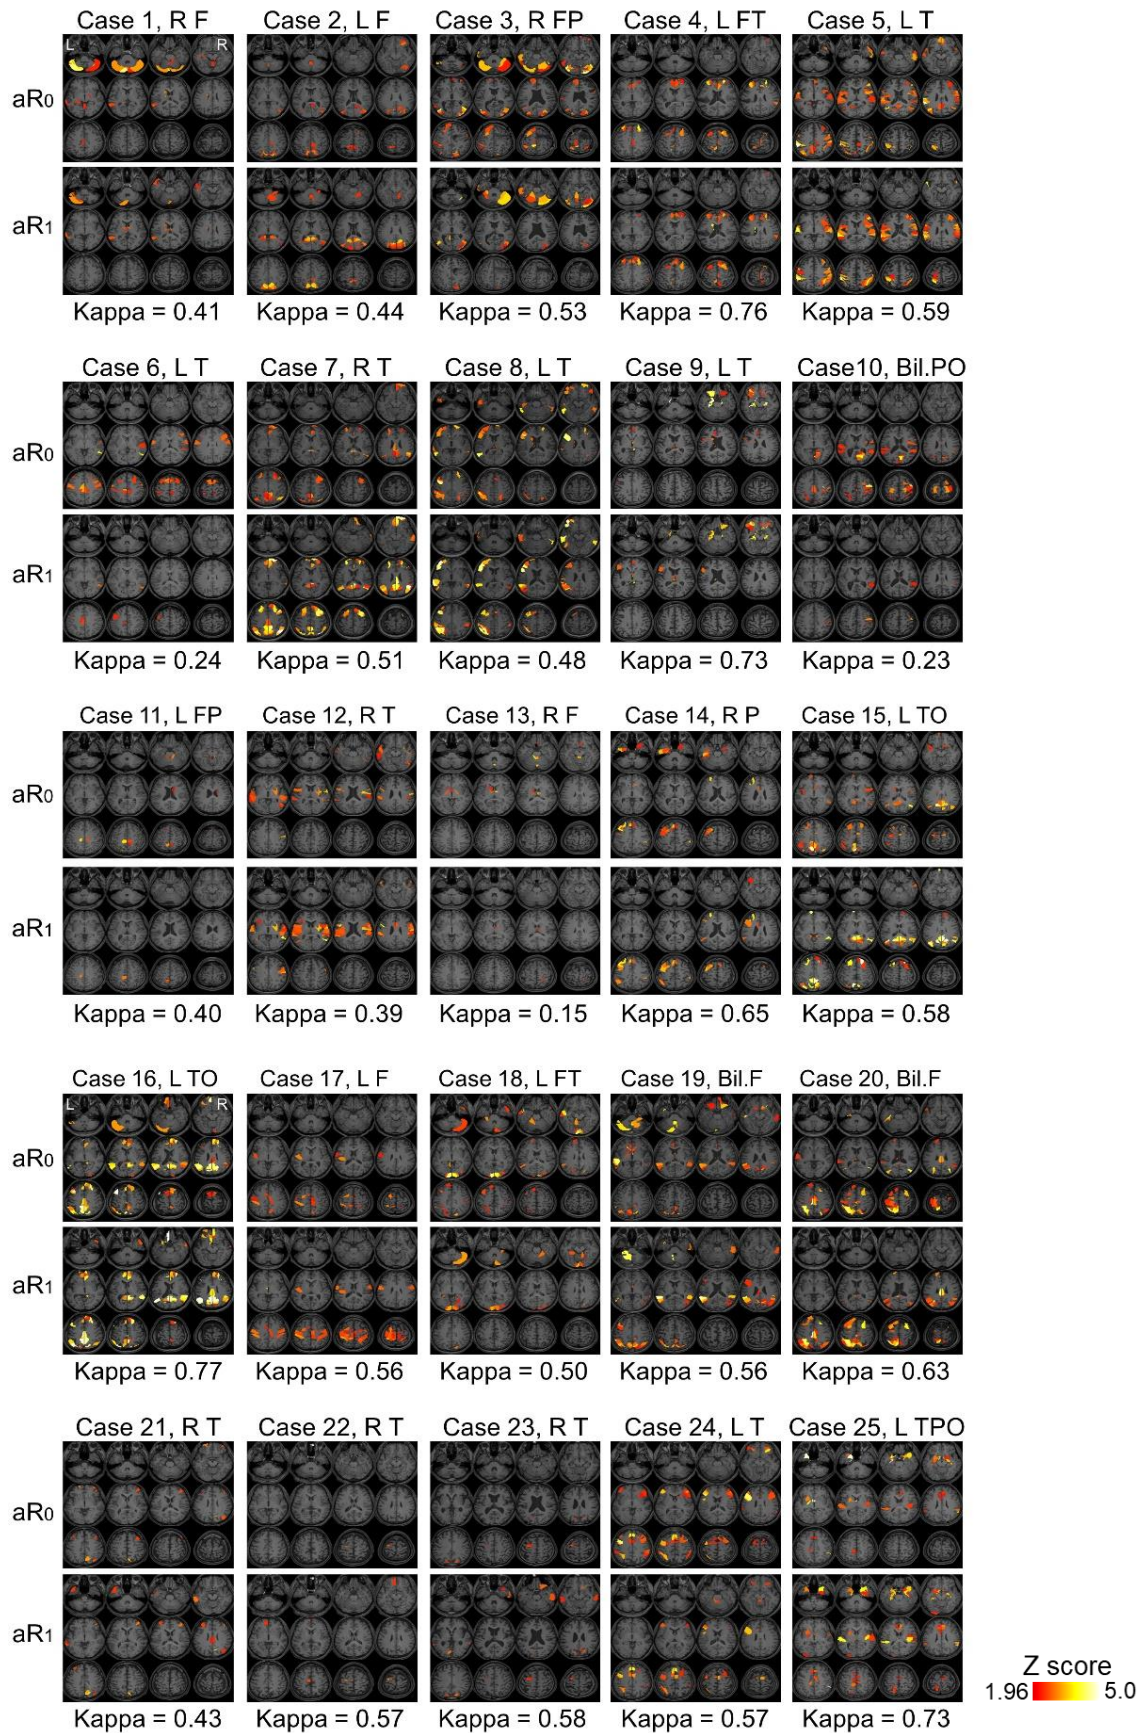 Case 1, R F Case 2, L F Case 3, R FP Case 4, L FT Case 5, L T
L R
aR0
aR1
Kappa = 0.41 Kappa = 0.44 Kappa = 0.53 Kappa = 0.76 Kappa = 0.59
Case 6, L T Case 7, R T Case 8, L T Case 9, L T Case10, Bil.PO
aR0
aR1
Kappa = 0.24 Kappa = 0.51 Kappa = 0.48 Kappa = 0.73 Kappa = 0.23
Case 11, L FP Case 12, R T Case 13, R F Case 14, R P Case 15, L TO
aR0
aR1
Kappa = 0.40 Kappa = 0.39 Kappa = 0.15 Kappa = 0.65 Kappa = 0.58
Case 16, L TO Case 17, L F Case 18, L FT Case 19, Bil.F Case 20, Bil.F
L R
aR0
aR1
Kappa = 0.77 Kappa = 0.56 Kappa = 0.50 Kappa = 0.56 Kappa = 0.63
Case 21, R T Case 22, R T Case 23, R T Case 24, L T Case 25, L TPO
aR0
aR1
Z score
1.96 5.0
Kappa = 0.43 Kappa = 0.57 Kappa = 0.58 Kappa = 0.57 Kappa = 0.73